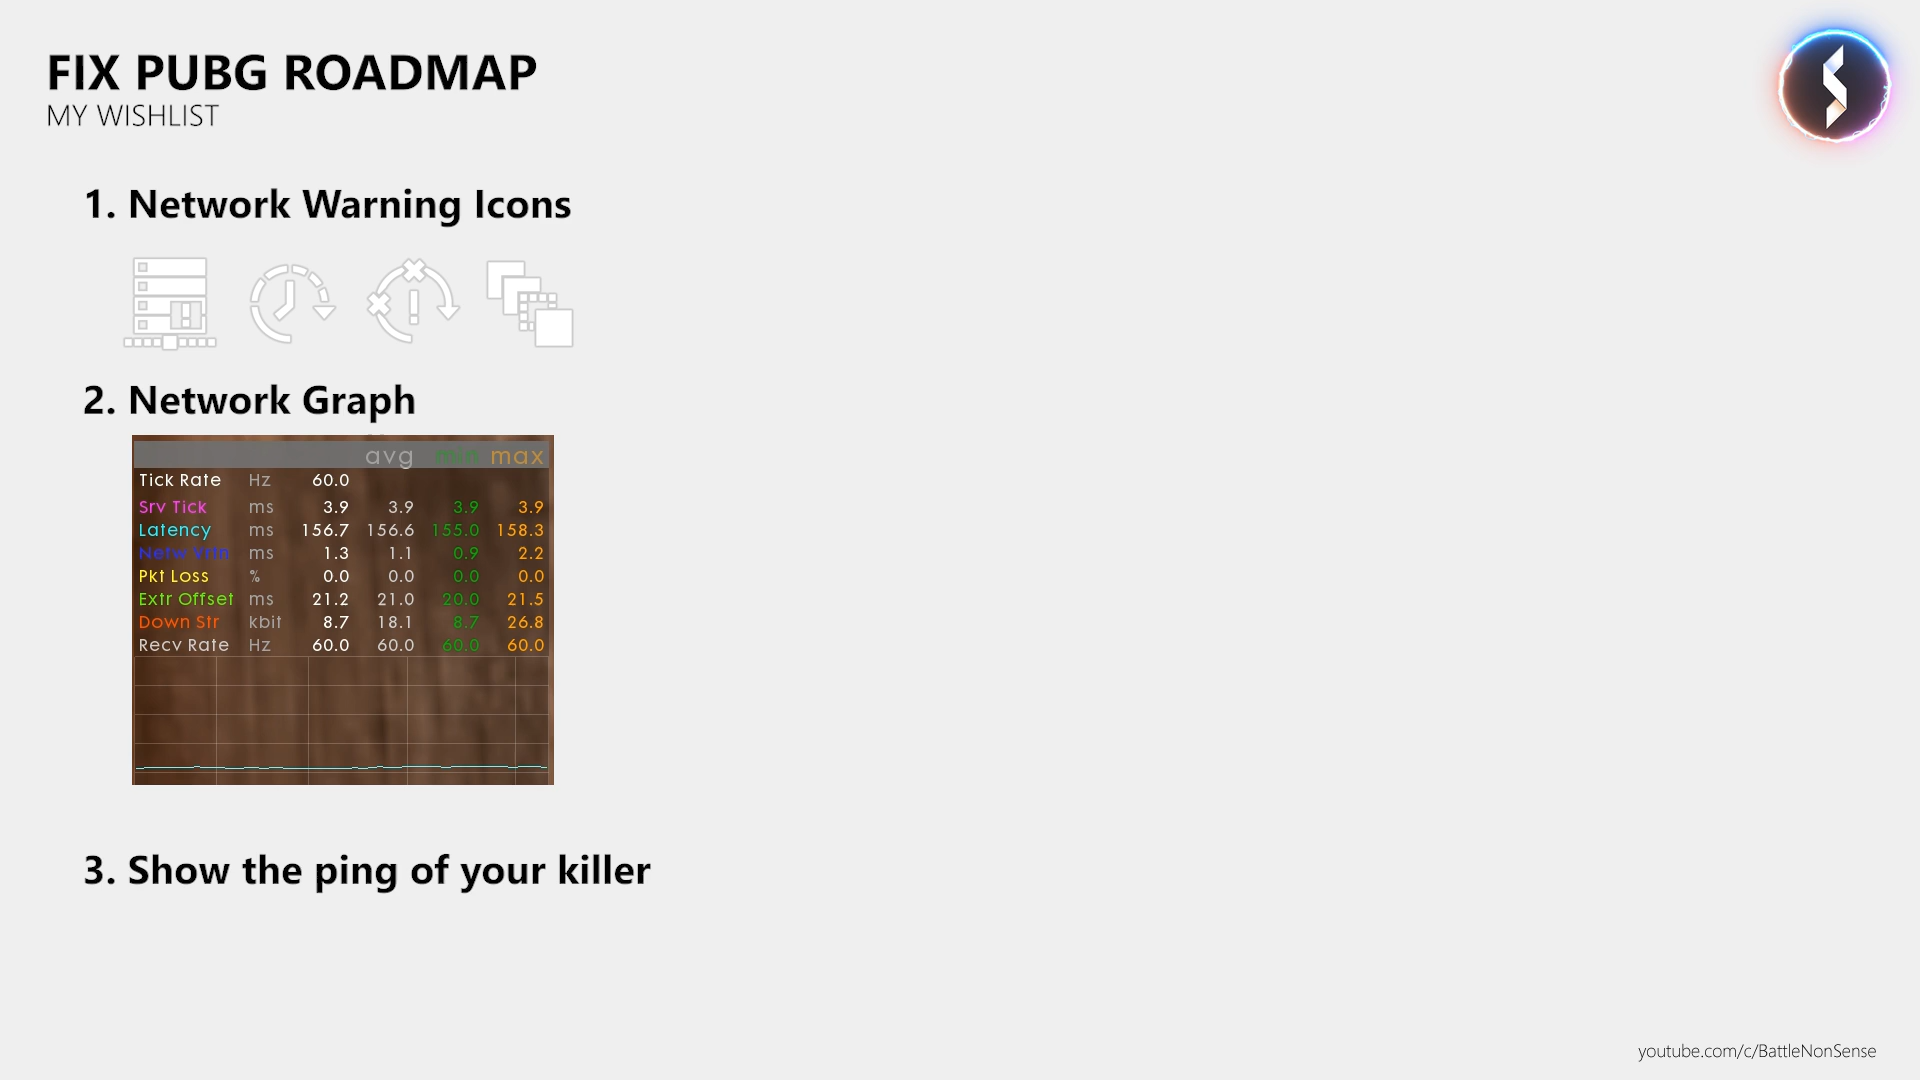 FIX PUBG ROADMAP
MY WISHLIST
1. Network Warning Icons
2. Network Graph
avg min max
Tick Rate Hz 60.0
Srv Tick ms 3.9 3.9 3.9 3.9
Latency ms 156.7 156.6 155.0 158.3
Netw Vrtn ms 1.3 1.1 0.9 2.2
Pkt Loss % 0.0 0.0 0.0 0.0
Extr Offset ms 21.2 21.0 20.0 21.5
Down Str kbit 8.7 18.1 8.7 26.8
Recv Rate Hz 60.0 60.0 60.0 60.0
3. Show the ping of your killer
youtube.com/c/BattleNonSense